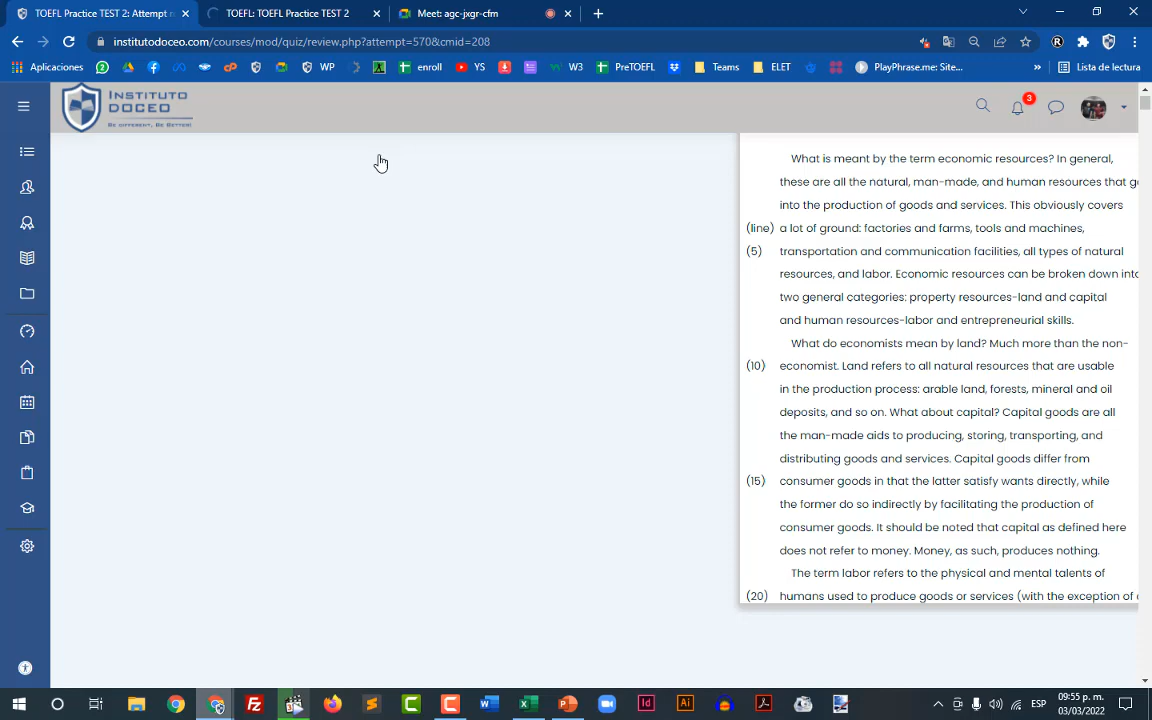 TOEFL Practice TEST 2: Attempt r
TOEFL: TOEFL Practice TEST 2
Meet: agc-jxgr-cfm
institutodoceo.com/courses/mod/quiz/review.php?attempt=570&cmid=208
Aplicaciones
2
WP
enroll
YS
W3
PreTOEFL
Teams
ELET
PlayPhrase.me: Site...
»
Lista de lectura
INSTITUTO
DOCEO
BE DIFFERENT, BE BETTER!
3
What is meant by the term economic resources? In general,
these are all the natural, man-made, and human resources that g
into the production of goods and services. This obviously covers
(line) a lot of ground: factories and farms, tools and machines,
(5) transportation and communication facilities, all types of natural
resources, and labor. Economic resources can be broken down into
two general categories: property resources-land and capital
and human resources-labor and entrepreneurial skills.
What do economists mean by land? Much more than the non-
(10) economist. Land refers to all natural resources that are usable
in the production process: arable land, forests, mineral and oil
deposits, and so on. What about capital? Capital goods are all
the man-made aids to producing, storing, transporting, and
distributing goods and services. Capital goods differ from
(15) consumer goods in that the latter satisfy wants directly, while
the former do so indirectly by facilitating the production of
consumer goods. It should be noted that capital as defined here
does not refer to money. Money, as such, produces nothing.
The term labor refers to the physical and mental talents of
(20) humans used to produce goods or services (with the exception of
ESP
09:55 p. m.
03/03/2022